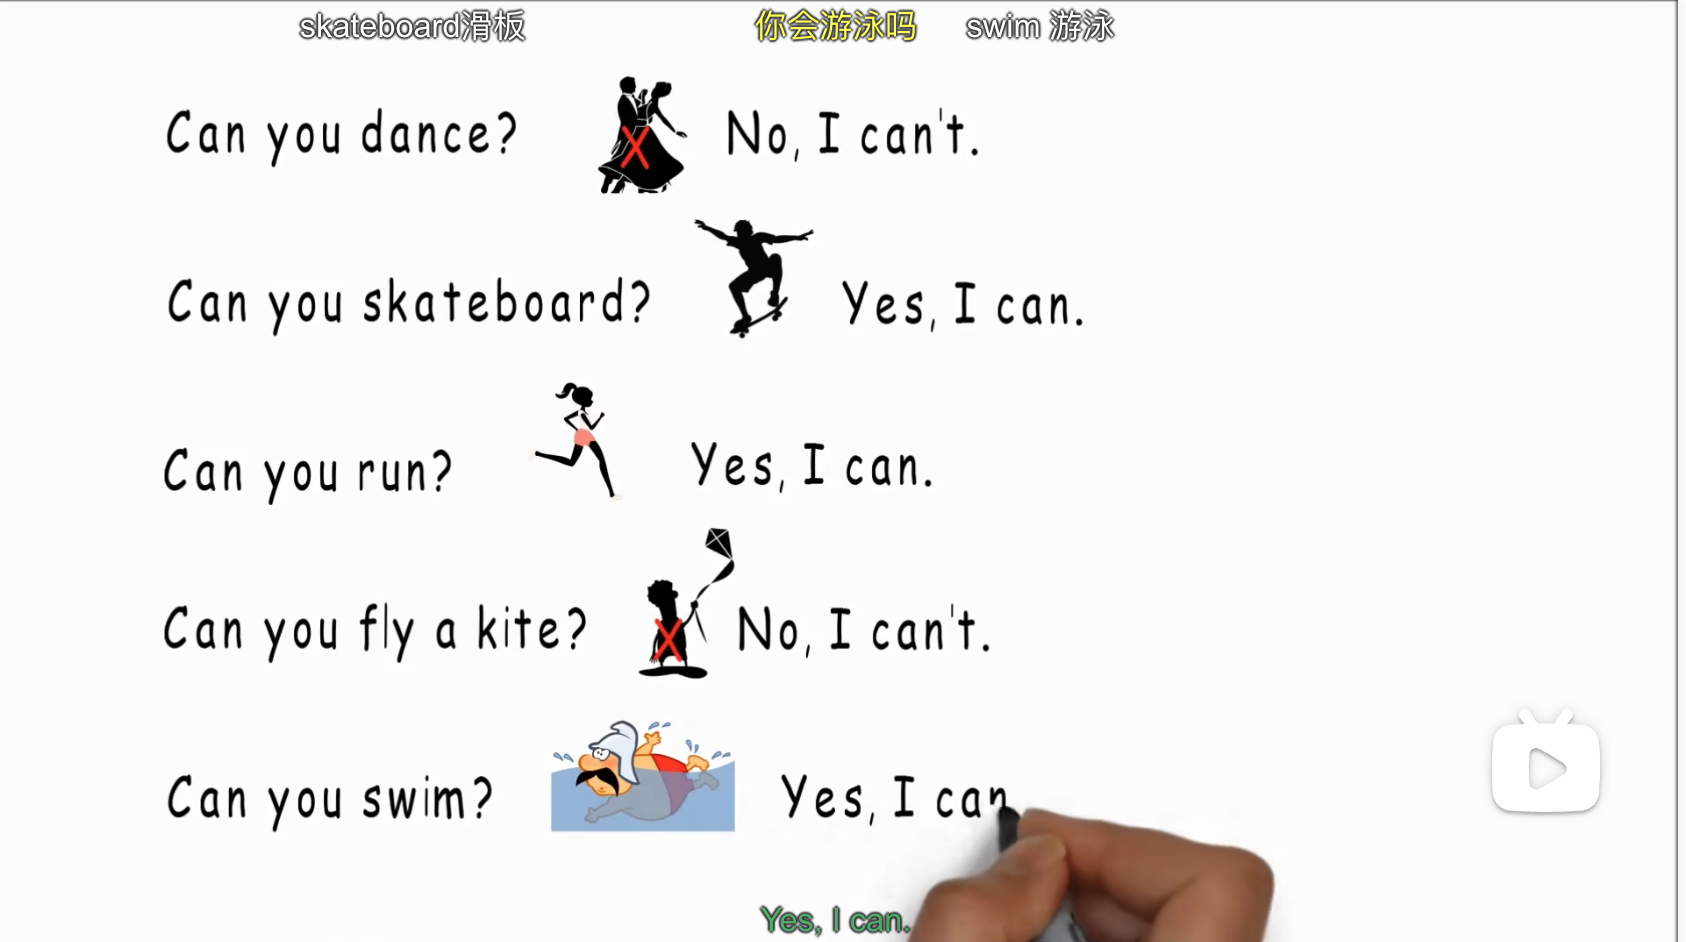 skateboard滑板 你会游泳吗 swim 游泳
Can you dance? No, I can't.
Can you skateboard? Yes, I can.
Can you run? Yes, I can.
Can you fly a kite? No, I can't.
Can you swim? Yes, I can
Yes, I can.